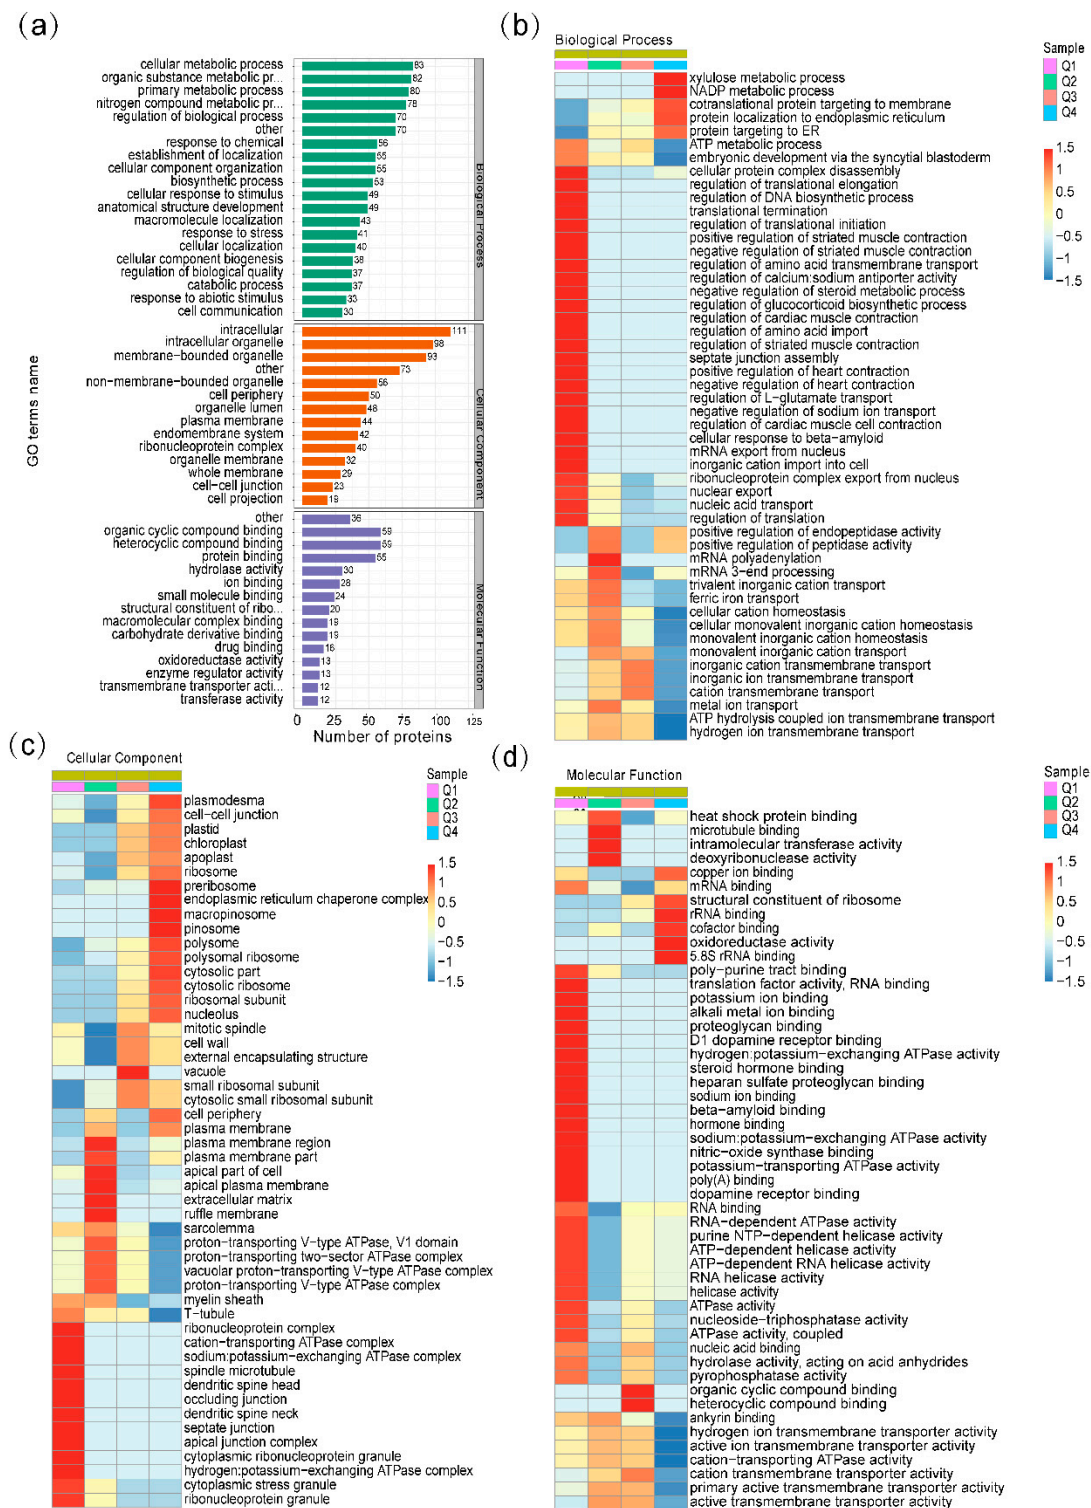 (a)
cellular metabolic process 83
organic substance metabolic pr... 82
primary metabolic process 80
nitrogen compound metabolic pr... 78
regulation of biological process 70
other 70
response to chemical 56
establishment of localization 55
cellular component organization 55
biosynthetic process 53
cellular response to stimulus 49
anatomical structure development 49
macromolecule localization 43
response to stress 41
cellular localization 40
cellular component biogenesis 38
regulation of biological quality 37
catabolic process 37
response to abiotic stimulus 33
cell communication 30
Biological Process
intracellular 111
intracellular organelle 98
membrane-bounded organelle 93
other 73
non-membrane-bounded organelle 56
cell periphery 50
organelle lumen 48
plasma membrane 44
endomembrane system 42
ribonucleoprotein complex 40
organelle membrane 32
whole membrane 29
cell-cell junction 23
cell projection 19
Cellular Component
other 36
organic cyclic compound binding 59
heterocyclic compound binding 59
protein binding 55
hydrolase activity 30
ion binding 28
small molecule binding 24
structural constituent of ribo... 20
macromolecular complex binding 19
carbohydrate derivative binding 19
drug binding 16
oxidoreductase activity 13
enzyme regulator activity 13
transmembrane transporter acti... 12
transferase activity 12
Molecular Function
GO terms name
0 25 50 75 100 125
Number of proteins
(b)
Biological Process
xylulose metabolic process
NADP metabolic process
cotranslational protein targeting to membrane
protein localization to endoplasmic reticulum
protein targeting to ER
ATP metabolic process
embryonic development via the syncytial blastoderm
cellular protein complex disassembly
regulation of translational elongation
regulation of DNA biosynthetic process
translational termination
regulation of translational initiation
positive regulation of striated muscle contraction
negative regulation of striated muscle contraction
regulation of amino acid transmembrane transport
regulation of calcium:sodium antiporter activity
negative regulation of steroid metabolic process
regulation of glucocorticoid biosynthetic process
regulation of cardiac muscle contraction
regulation of amino acid import
regulation of striated muscle contraction
septate junction assembly
positive regulation of heart contraction
negative regulation of heart contraction
regulation of L-glutamate transport
negative regulation of sodium ion transport
regulation of cardiac muscle cell contraction
cellular response to beta-amyloid
mRNA export from nucleus
inorganic cation import into cell
ribonucleoprotein complex export from nucleus
nuclear export
nucleic acid transport
regulation of translation
positive regulation of endopeptidase activity
positive regulation of peptidase activity
mRNA polyadenylation
mRNA 3-end processing
trivalent inorganic cation transport
ferric iron transport
cellular cation homeostasis
cellular monovalent inorganic cation homeostasis
monovalent inorganic cation homeostasis
monovalent inorganic cation transport
inorganic cation transmembrane transport
inorganic ion transmembrane transport
cation transmembrane transport
metal ion transport
ATP hydrolysis coupled ion transmembrane transport
hydrogen ion transmembrane transport
Sample
Q1
Q2
Q3
Q4
1.5
1
0.5
0
−0.5
−1
−1.5
(c)
Cellular Component
plasmodesma
cell-cell junction
plastid
chloroplast
apoplast
ribosome
preribosome
endoplasmic reticulum chaperone complex
macropinosome
pinosome
polysome
polysomal ribosome
cytosolic part
cytosolic ribosome
ribosomal subunit
nucleolus
mitotic spindle
cell wall
external encapsulating structure
vacuole
small ribosomal subunit
cytosolic small ribosomal subunit
cell periphery
plasma membrane
plasma membrane region
plasma membrane part
apical part of cell
apical plasma membrane
extracellular matrix
ruffle membrane
sarcolemma
proton-transporting V-type ATPase, V1 domain
proton-transporting two-sector ATPase complex
vacuolar proton-transporting V-type ATPase complex
proton-transporting V-type ATPase complex
myelin sheath
T-tubule
ribonucleoprotein complex
cation-transporting ATPase complex
sodium:potassium-exchanging ATPase complex
spindle microtubule
dendritic spine head
occluding junction
dendritic spine neck
septate junction
apical junction complex
cytoplasmic ribonucleoprotein granule
hydrogen:potassium-exchanging ATPase complex
cytoplasmic stress granule
ribonucleoprotein granule
Sample
Q1
Q2
Q3
Q4
1.5
1
0.5
0
−0.5
−1
−1.5
(d)
Molecular Function
heat shock protein binding
microtubule binding
intramolecular transferase activity
deoxyribonuclease activity
copper ion binding
mRNA binding
structural constituent of ribosome
rRNA binding
cofactor binding
oxidoreductase activity
5.8S rRNA binding
poly-purine tract binding
translation factor activity, RNA binding
potassium ion binding
alkali metal ion binding
proteoglycan binding
D1 dopamine receptor binding
hydrogen:potassium-exchanging ATPase activity
steroid hormone binding
heparan sulfate proteoglycan binding
sodium ion binding
beta-amyloid binding
hormone binding
sodium:potassium-exchanging ATPase activity
nitric-oxide synthase binding
potassium-transporting ATPase activity
poly(A) binding
dopamine receptor binding
RNA binding
RNA-dependent ATPase activity
purine NTP-dependent helicase activity
ATP-dependent helicase activity
ATP-dependent RNA helicase activity
RNA helicase activity
helicase activity
ATPase activity
nucleoside-triphosphatase activity
ATPase activity, coupled
nucleic acid binding
hydrolase activity, acting on acid anhydrides
pyrophosphatase activity
organic cyclic compound binding
heterocyclic compound binding
ankyrin binding
hydrogen ion transmembrane transporter activity
active ion transmembrane transporter activity
cation-transporting ATPase activity
cation transmembrane transporter activity
primary active transmembrane transporter activity
active transmembrane transporter activity
Sample
Q1
Q2
Q3
Q4
1.5
1
0.5
0
−0.5
−1
−1.5